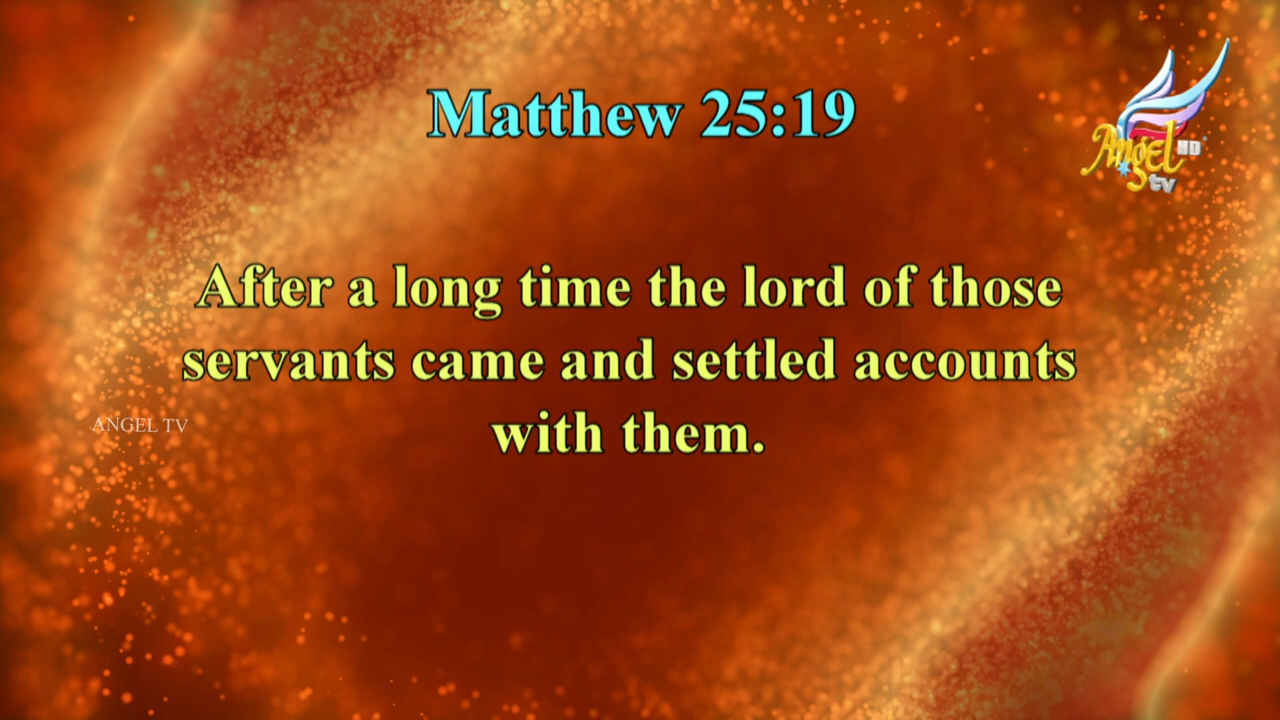 Matthew 25:19
Angel HD
tv
After a long time the lord of those
servants came and settled accounts
with them.
ANGEL TV